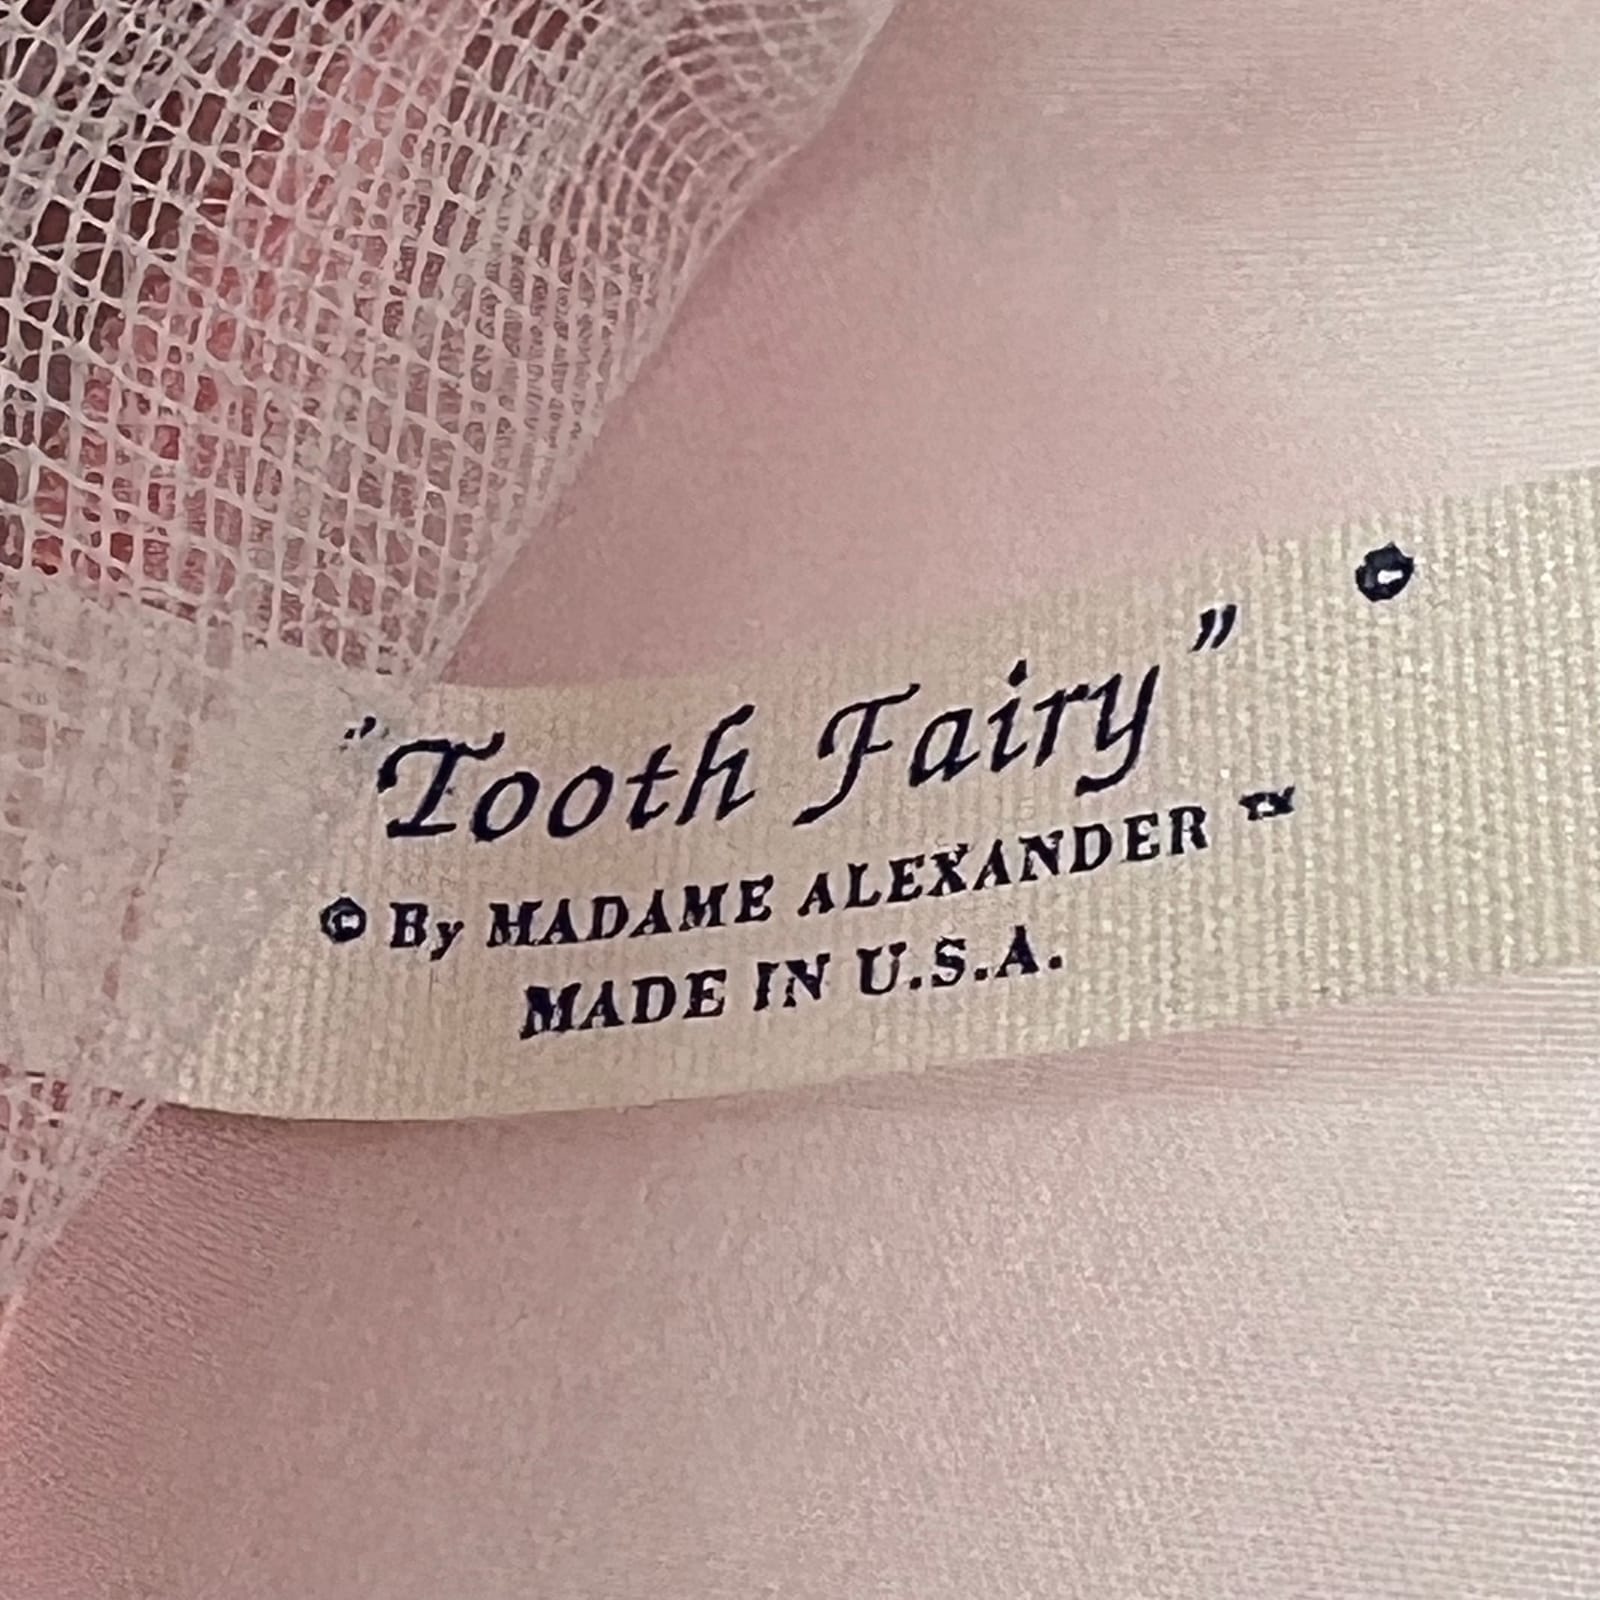 "Tooth Fairy" ®
© By MADAME ALEXANDER ™
MADE IN U.S.A.